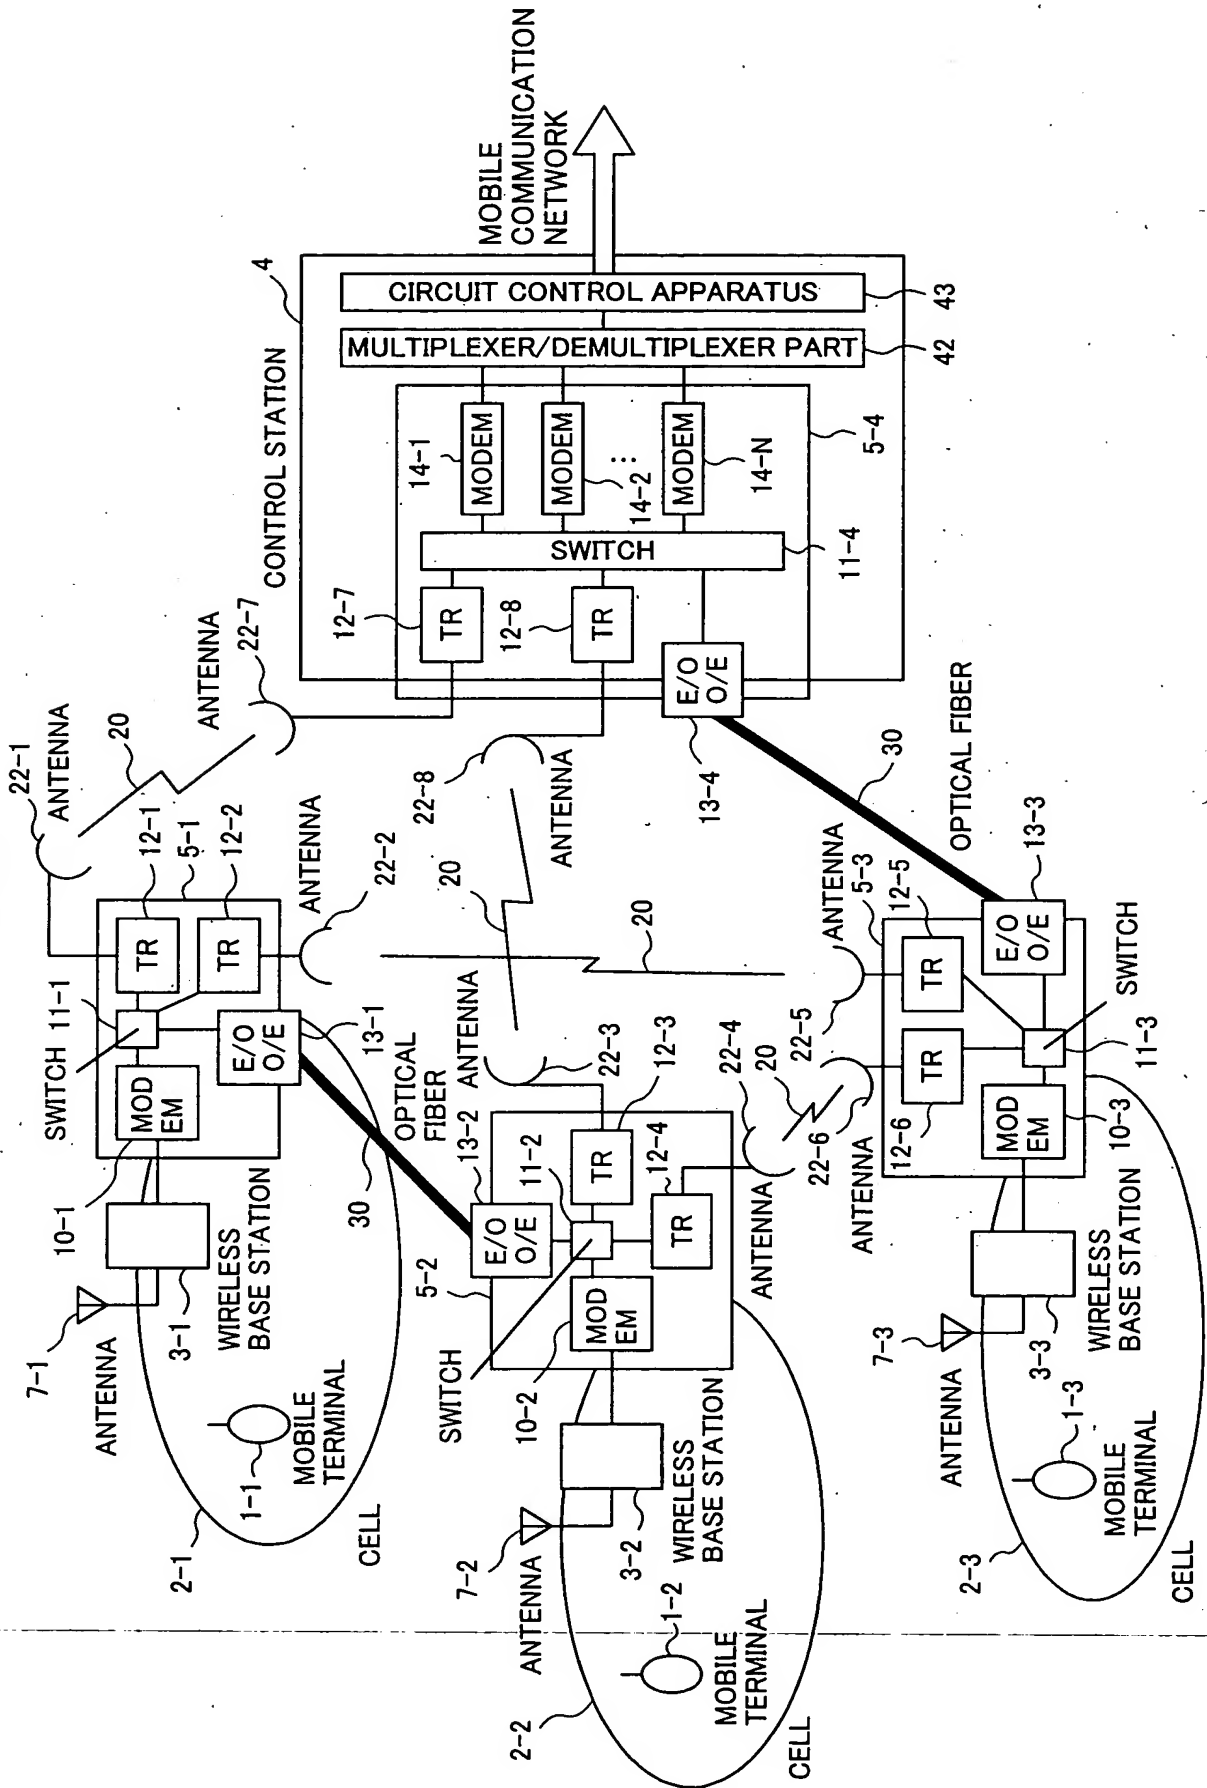 MOBILE
COMMUNICATION
NETWORK
4
CONTROL STATION
CIRCUIT CONTROL APPARATUS
43
MULTIPLEXER/DEMULTIPLEXER PART
42
14-1
MODEM
MODEM
14-2
...
MODEM
14-N
5-4
SWITCH
11-4
12-7
TR
12-8
TR
E/O
O/E
13-4
ANTENNA
22-7
22-8
ANTENNA
20
22-1
ANTENNA
30
OPTICAL FIBER
12-1
5-1
12-2
TR
TR
ANTENNA
22-2
SWITCH
11-1
E/O
O/E
13-1
MOD
EM
10-1
20
ANTENNA
20
ANTENNA
22-3
OPTICAL
FIBER
30
13-2
E/O
O/E
11-2
TR
12-3
12-4
TR
5-2
MOD
EM
SWITCH
10-2
22-4
ANTENNA
20
22-5
ANTENNA
22-6
ANTENNA
5-3
12-5
TR
12-6
TR
13-3
E/O
O/E
SWITCH
11-3
MOD
EM
10-3
7-1
ANTENNA
3-1
WIRELESS
BASE STATION
1-1
MOBILE
TERMINAL
2-1
CELL
7-2
ANTENNA
3-2
WIRELESS
BASE STATION
1-2
MOBILE
TERMINAL
2-2
CELL
7-3
ANTENNA
3-3
WIRELESS
BASE STATION
1-3
MOBILE
TERMINAL
2-3
CELL